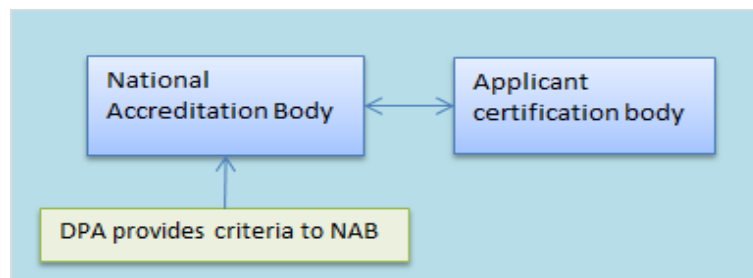 National
Accreditation Body
Applicant
certification body
DPA provides criteria to NAB